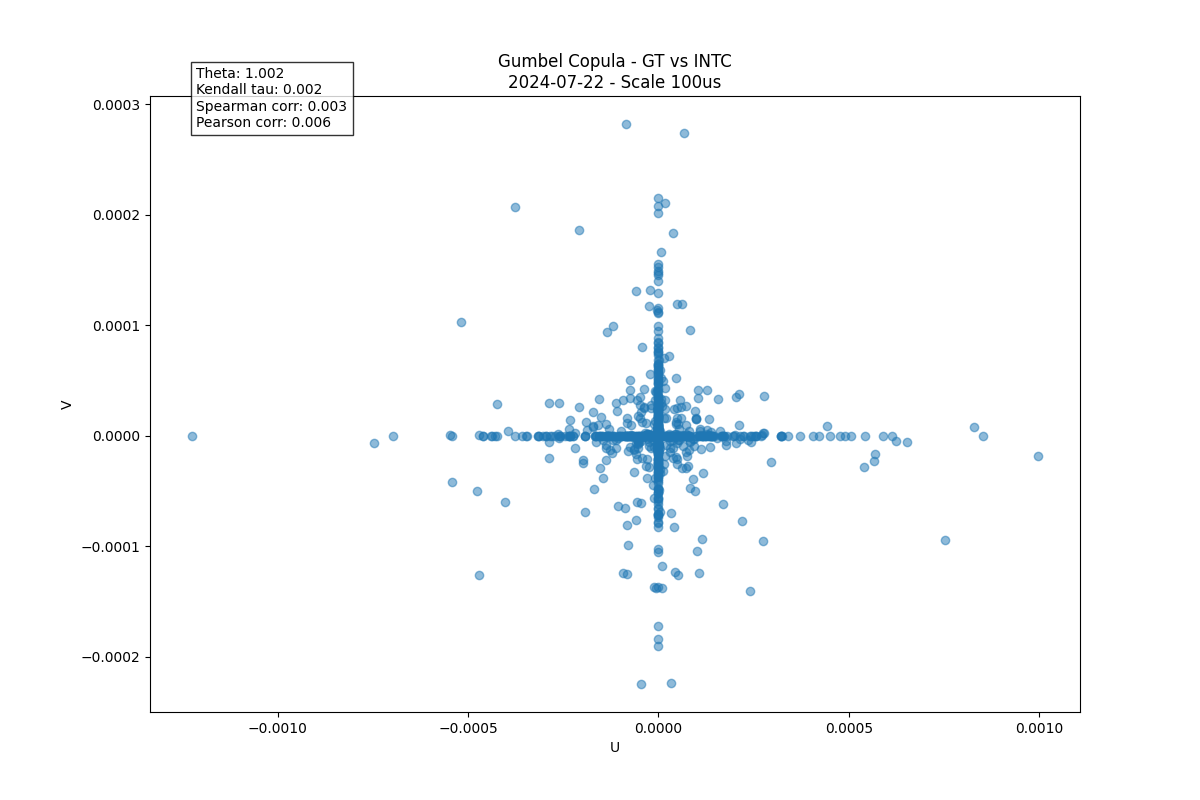 Gumbel Copula - GT vs INTC
2024-07-22 - Scale 100us
Theta: 1.002
Kendall tau: 0.002
Spearman corr: 0.003
Pearson corr: 0.006
0.0003
0.0002
0.0001
0.0000
−0.0001
−0.0002
V
−0.0010
−0.0005
0.0000
0.0005
0.0010
U